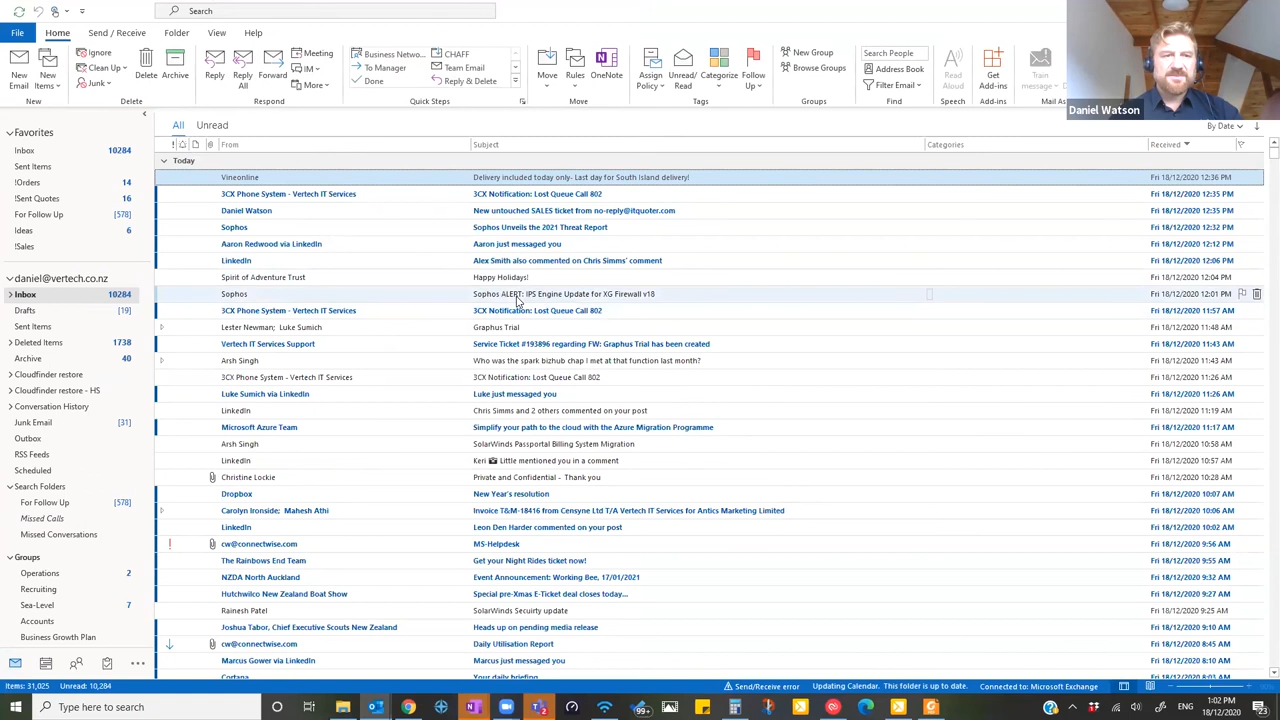 Search
File Home Send / Receive Folder View Help
New Email
New Items
Ignore
Clean Up
Junk
Delete
Archive
Reply
Reply All
Forward
Meeting
IM
More
Business Netwo...
To Manager
Done
CHAFF
Team Email
Reply & Delete
Move
Rules
OneNote
Assign Policy
Unread/ Read
Categorize
Follow Up
New Group
Browse Groups
Search People
Address Book
Filter Email
Read Aloud
Get Add-ins
Train message
New Delete Respond Quick Steps Move Tags Groups Find Speech Add-ins Mail As
Daniel Watson
Favorites
Inbox 10284
Sent Items
!Orders 14
!Sent Quotes 16
For Follow Up [578]
Ideas 6
!Sales
daniel@vertech.co.nz
Inbox 10284
Drafts [19]
Sent Items
Deleted Items 1738
Archive 40
Cloudfinder restore
Cloudfinder restore - HS
Conversation History
Junk Email [31]
Outbox
RSS Feeds
Scheduled
Search Folders
For Follow Up [578]
Missed Calls
Missed Conversations
Groups
Operations 2
Recruiting
Sea-Level 7
Accounts
Business Growth Plan
All Unread By Date
! From Subject Categories Received
Today
Vineonline Delivery included today only- Last day for South Island delivery! Fri 18/12/2020 12:36 PM
3CX Phone System - Vertech IT Services 3CX Notification: Lost Queue Call 802 Fri 18/12/2020 12:35 PM
Daniel Watson New untouched SALES ticket from no-reply@itquoter.com Fri 18/12/2020 12:35 PM
Sophos Sophos Unveils the 2021 Threat Report Fri 18/12/2020 12:32 PM
Aaron Redwood via LinkedIn Aaron just messaged you Fri 18/12/2020 12:12 PM
LinkedIn Alex Smith also commented on Chris Simms' comment Fri 18/12/2020 12:06 PM
Spirit of Adventure Trust Happy Holidays! Fri 18/12/2020 12:04 PM
Sophos Sophos ALERT: IPS Engine Update for XG Firewall v18 Fri 18/12/2020 12:01 PM
3CX Phone System - Vertech IT Services 3CX Notification: Lost Queue Call 802 Fri 18/12/2020 11:57 AM
Lester Newman; Luke Sumich Graphus Trial Fri 18/12/2020 11:48 AM
Vertech IT Services Support Service Ticket #193896 regarding FW: Graphus Trial has been created Fri 18/12/2020 11:43 AM
Arsh Singh Who was the spark bizhub chap I met at that function last month? Fri 18/12/2020 11:43 AM
3CX Phone System - Vertech IT Services 3CX Notification: Lost Queue Call 802 Fri 18/12/2020 11:26 AM
Luke Sumich via LinkedIn Luke just messaged you Fri 18/12/2020 11:26 AM
LinkedIn Chris Simms and 2 others commented on your post Fri 18/12/2020 11:19 AM
Microsoft Azure Team Simplify your path to the cloud with the Azure Migration Programme Fri 18/12/2020 11:17 AM
Arsh Singh SolarWinds Passportal Billing System Migration Fri 18/12/2020 10:58 AM
LinkedIn Keri 📷 Little mentioned you in a comment Fri 18/12/2020 10:57 AM
Christine Lockie Private and Confidential - Thank you Fri 18/12/2020 10:28 AM
Dropbox New Year's resolution Fri 18/12/2020 10:07 AM
Carolyn Ironside; Mahesh Athi Invoice T&M-18416 from Censyne Ltd T/A Vertech IT Services for Antics Marketing Limited Fri 18/12/2020 10:06 AM
LinkedIn Leon Den Harder commented on your post Fri 18/12/2020 10:02 AM
! cw@connectwise.com MS-Helpdesk Fri 18/12/2020 9:56 AM
The Rainbows End Team Get your Night Rides ticket now! Fri 18/12/2020 9:55 AM
NZDA North Auckland Event Announcement: Working Bee, 17/01/2021 Fri 18/12/2020 9:32 AM
Hutchwilco New Zealand Boat Show Special pre-Xmas E-Ticket deal closes today... Fri 18/12/2020 9:27 AM
Rainesh Patel SolarWinds Secuirty update Fri 18/12/2020 9:25 AM
Joshua Tabor, Chief Executive Scouts New Zealand Heads up on pending media release Fri 18/12/2020 9:10 AM
cw@connectwise.com Daily Utilisation Report Fri 18/12/2020 8:45 AM
Marcus Gower via LinkedIn Marcus just messaged you Fri 18/12/2020 8:10 AM
Cortana Your daily briefing Fri 18/12/2020 8:03 AM
Items: 31,025 Unread: 10,284 Send/Receive error Updating Calendar. This folder is up to date. Connected to: Microsoft Exchange
Type here to search 99+ 1:02 PM
18/12/2020 23